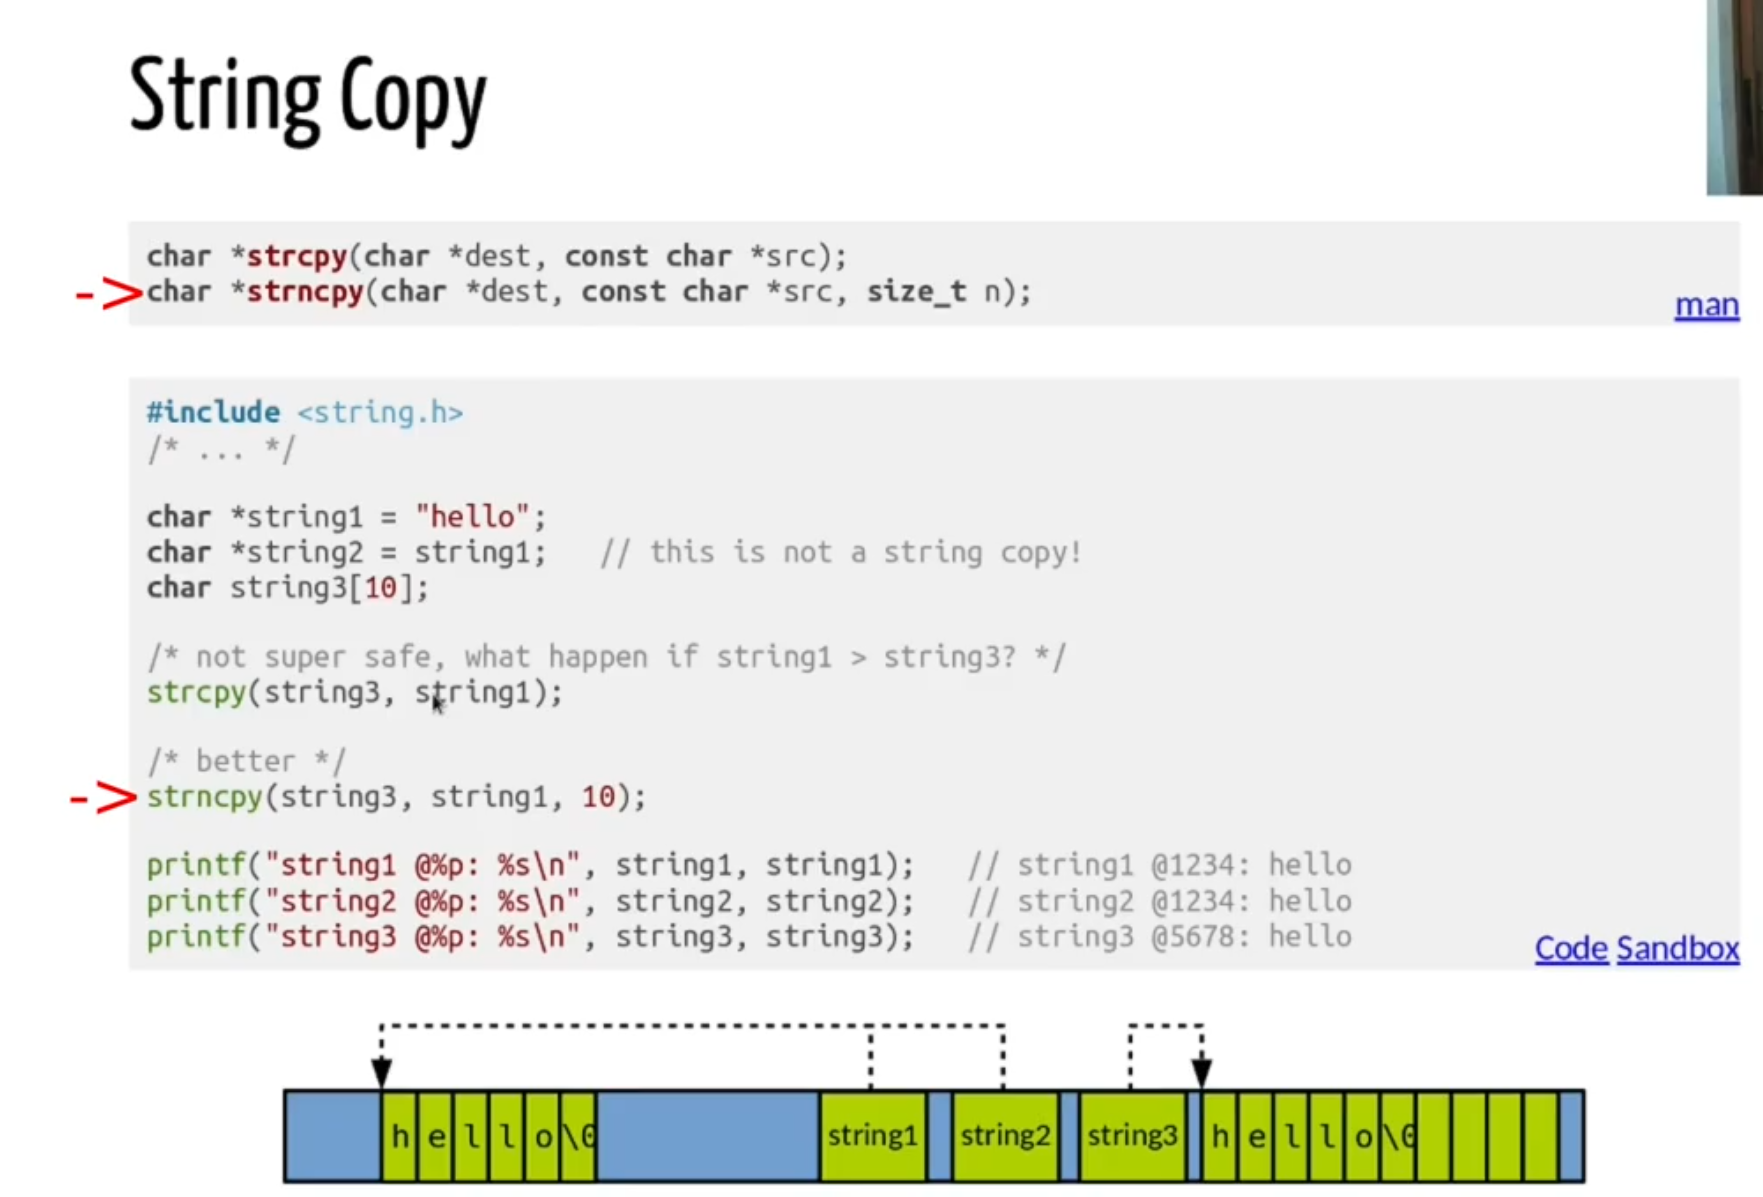 String Copy
char *strcpy(char *dest, const char *src);
->char *strncpy(char *dest, const char *src, size_t n);
man
#include <string.h>
/* ... */
char *string1 = "hello";
char *string2 = string1;   // this is not a string copy!
char string3[10];
/* not super safe, what happen if string1 > string3? */
strcpy(string3, string1);
/* better */
->strncpy(string3, string1, 10);
printf("string1 @%p: %s\n", string1, string1);   // string1 @1234: hello
printf("string2 @%p: %s\n", string2, string2);   // string2 @1234: hello
printf("string3 @%p: %s\n", string3, string3);   // string3 @5678: hello
Code Sandbox
h e l l o \0 string1 string2 string3 h e l l o \0